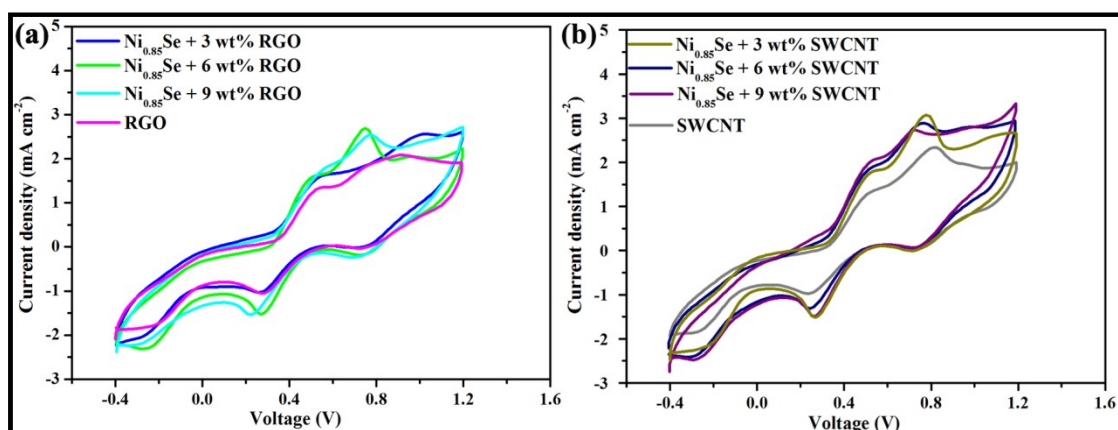 (a)
Ni0.85Se + 3 wt% RGO
Ni0.85Se + 6 wt% RGO
Ni0.85Se + 9 wt% RGO
RGO
Current density (mA cm-2)
5
4
3
2
1
0
-1
-2
-3
-0.4
0.0
0.4
0.8
1.2
1.6
Voltage (V)
(b)
Ni0.85Se + 3 wt% SWCNT
Ni0.85Se + 6 wt% SWCNT
Ni0.85Se + 9 wt% SWCNT
SWCNT
Current density (mA cm-2)
5
4
3
2
1
0
-1
-2
-3
-0.4
0.0
0.4
0.8
1.2
1.6
Voltage (V)